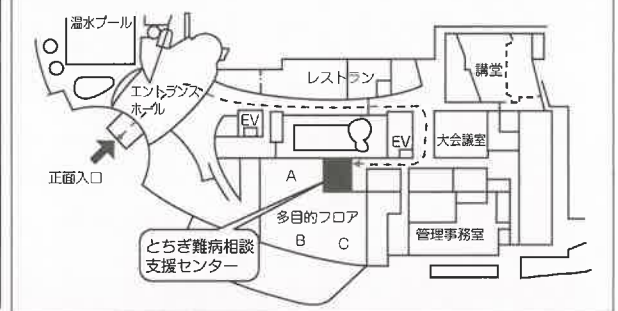 温水プール
エントランス
ホール
レストラン
講堂
EV
EV
大会議室
正面入口
A
多目的フロア
B
C
管理事務室
とちぎ難病相談
支援センター